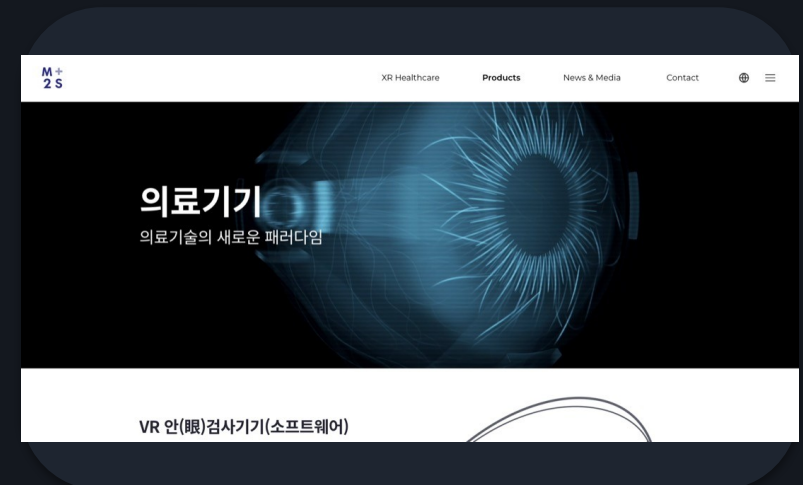 M+
2S
XR Healthcare
Products
News & Media
Contact
의료기기
의료기술의 새로운 패러다임
VR 안(眼)검사기기(소프트웨어)